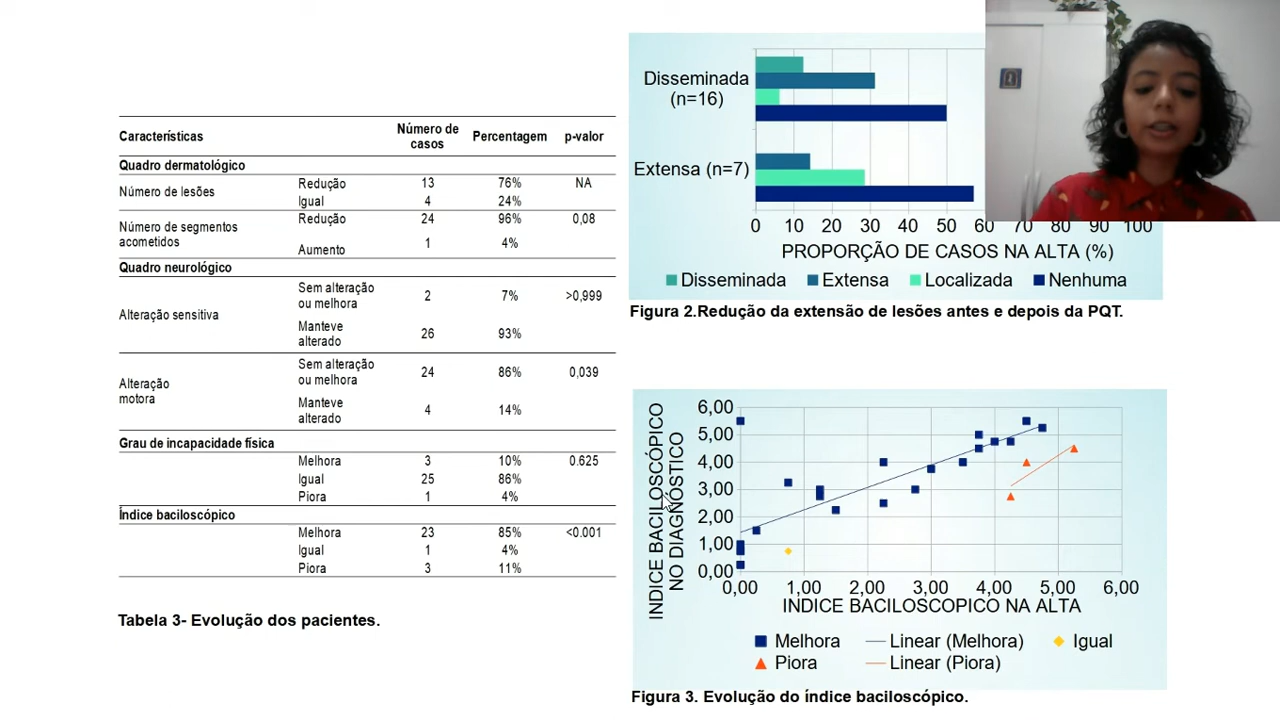 Características Número de casos Percentagem p-valor
Quadro dermatológico
Número de lesões Redução 13 76% NA
Igual 4 24%
Número de segmentos acometidos Redução 24 96% 0,08
Aumento 1 4%
Quadro neurológico
Alteração sensitiva Sem alteração ou melhora 2 7% >0,999
Manteve alterado 26 93%
Alteração motora Sem alteração ou melhora 24 86% 0,039
Manteve alterado 4 14%
Grau de incapacidade física
Melhora 3 10% 0.625
Igual 25 86%
Piora 1 4%
Índice baciloscópico
Melhora 23 85% <0.001
Igual 1 4%
Piora 3 11%
Tabela 3- Evolução dos pacientes.
Disseminada
(n=16)
Extensa (n=7)
0 10 20 30 40 50 60 70 80 90 100
PROPORÇÃO DE CASOS NA ALTA (%)
Disseminada Extensa Localizada Nenhuma
Figura 2.Redução da extensão de lesões antes e depois da PQT.
INDICE BACILOSCÓPICO
NO DIAGNÓSTICO
6,00
5,00
4,00
3,00
2,00
1,00
0,00
0,00 1,00 2,00 3,00 4,00 5,00 6,00
INDICE BACILOSCOPICO NA ALTA
Melhora Linear (Melhora) Igual
Piora Linear (Piora)
Figura 3. Evolução do índice baciloscópico.